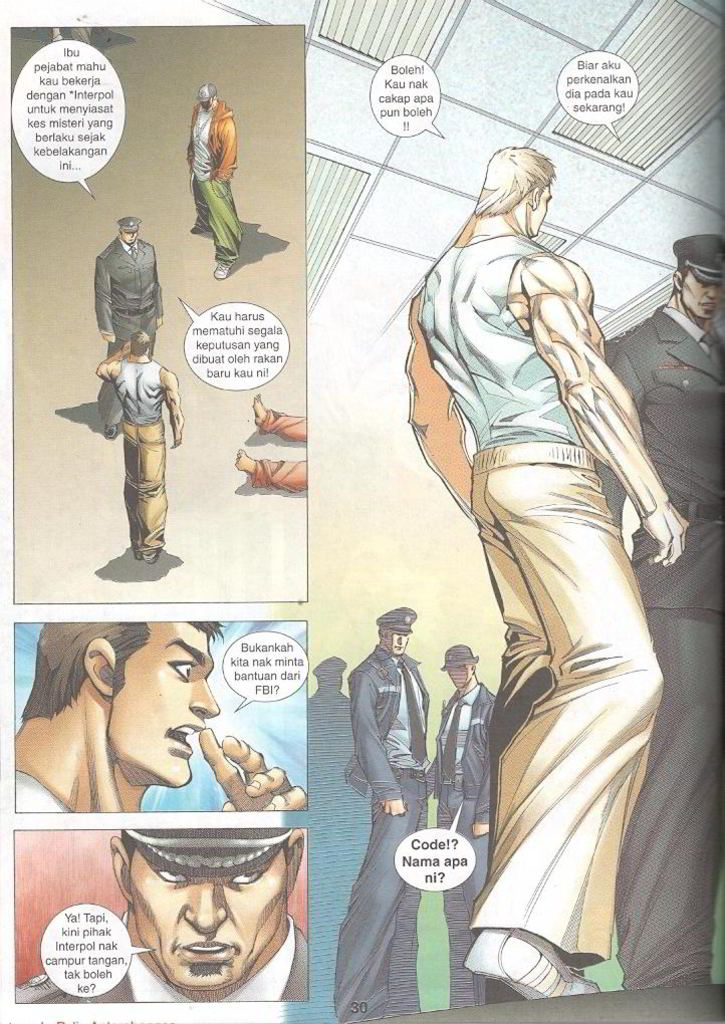 Ibu
pejabat mahu
kau bekerja
dengan *Interpol
untuk menyiasat
kes misteri yang
berlaku sejak
kebelakangan
ini...
Kau harus
mematuhi segala
keputusan yang
dibuat oleh rakan
baru kau ni!
Bukankah
kita nak minta
bantuan dari
FBI?
Ya! Tapi,
kini pihak
Interpol nak
campur tangan,
tak boleh
ke?
Boleh!
Kau nak
cakap apa
pun boleh
!!
Biar aku
perkenalkan
dia pada kau
sekarang!
Code!?
Nama apa
ni?
30